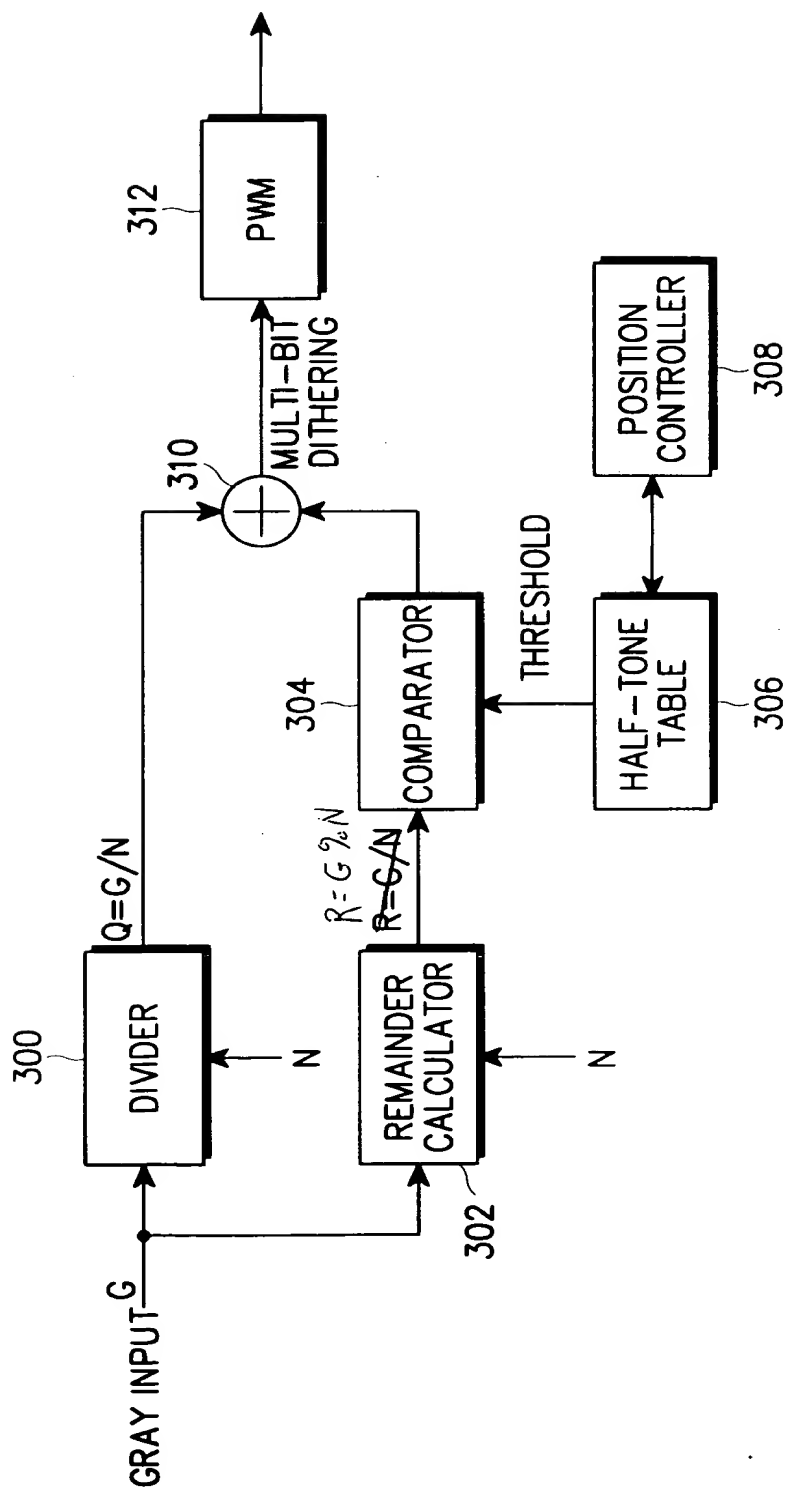 GRAY INPUT
G
300
DIVIDER
N
Q=G/N
302
REMAINDER
CALCULATOR
N
R=G%N
R=G/N
304
COMPARATOR
THRESHOLD
306
HALF-TONE
TABLE
308
POSITION
CONTROLLER
310
+
MULTI-BIT
DITHERING
312
PWM